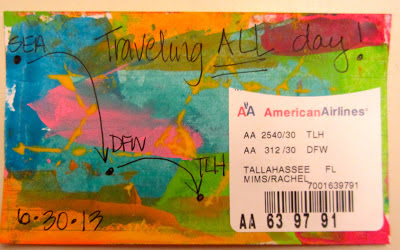 Traveling ALL day!
SEA
DFW
TLH
6.30.13
AA AmericanAirlines
AA 2540/30 TLH
AA 312/30 DFW
TALLAHASSEE FL
MIMS/RACHEL
7001639791
AA 63 97 91